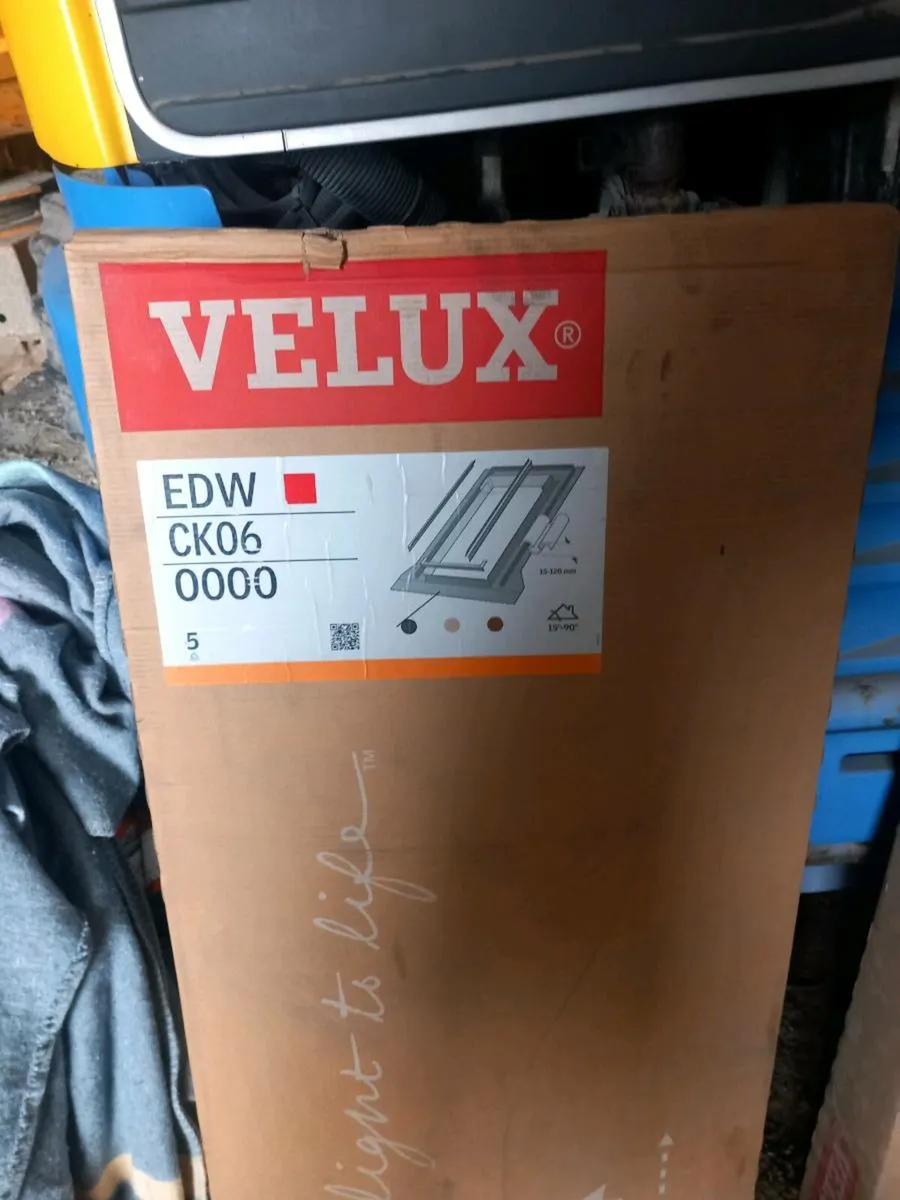 VELUX®
EDW
CK06
0000
5
15-120 mm
15°-90°
light to life™